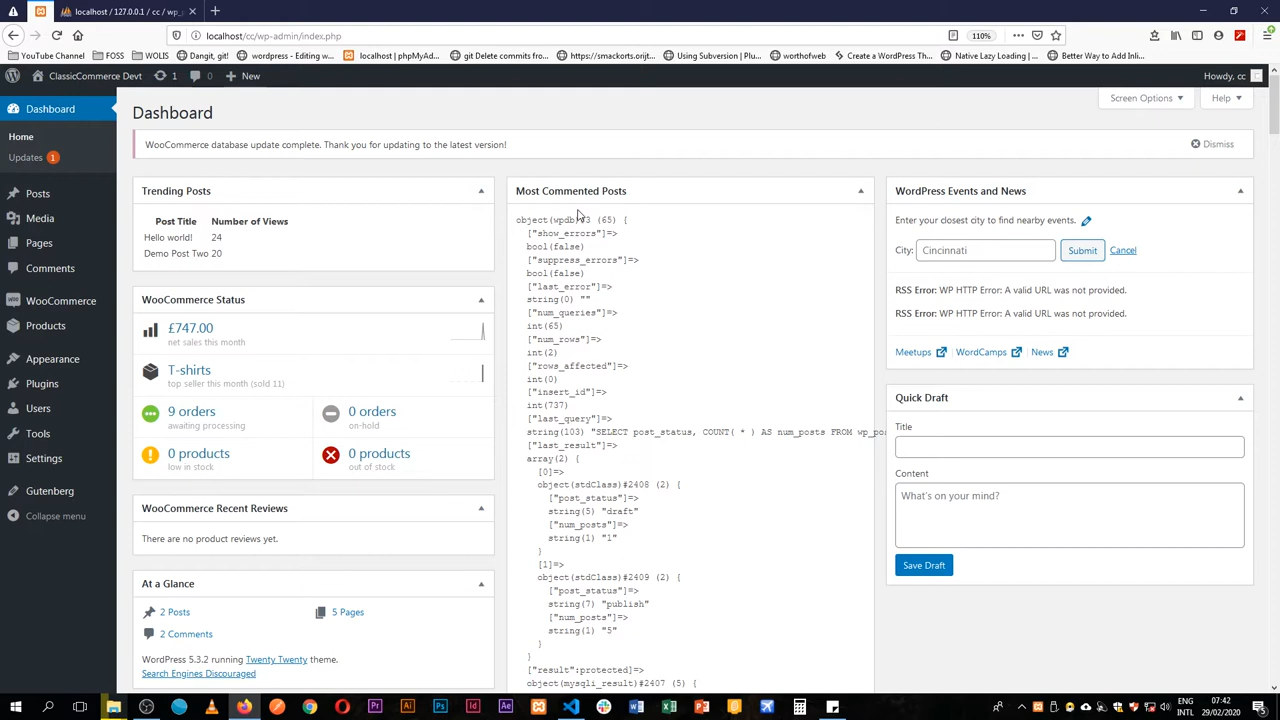 localhost / 127.0.0.1 / cc / wp_
localhost/cc/wp-admin/index.php
110%
YouTube Channel
FOSS
WOLIS
Dangit, git!
wordpress - Editing w...
localhost | phpMyAd...
git Delete commits fro...
https://smackorts.orijt...
Using Subversion | Plu...
worthofweb
Create a WordPress Th...
Native Lazy Loading | ...
Better Way to Add Inli...
ClassicCommerce Devt
1
0
New
Howdy, cc
Dashboard
Home
Updates 1
Posts
Media
Pages
Comments
WooCommerce
Products
Appearance
Plugins
Users
Tools
Settings
Gutenberg
Collapse menu
Screen Options
Help
Dashboard
WooCommerce database update complete. Thank you for updating to the latest version!
Dismiss
Trending Posts
Post Title Number of Views
Hello world! 24
Demo Post Two 20
WooCommerce Status
£747.00
net sales this month
T-shirts
top seller this month (sold 11)
9 orders
awaiting processing
0 orders
on-hold
0 products
low in stock
0 products
out of stock
WooCommerce Recent Reviews
There are no product reviews yet.
At a Glance
2 Posts
5 Pages
2 Comments
WordPress 5.3.2 running Twenty Twenty theme.
Search Engines Discouraged
Most Commented Posts
(65) {
["show_errors"]=>
bool(false)
["suppress_errors"]=>
bool(false)
["last_error"]=>
string(0) ""
["num_queries"]=>
int(65)
["num_rows"]=>
int(2)
["rows_affected"]=>
int(0)
["insert_id"]=>
int(737)
["last_query"]=>
string(103) "SELECT post_status, COUNT( * ) AS num_posts FROM wp_po
["last_result"]=>
array(2) {
[0]=>
object(stdClass)#2408 (2) {
["post_status"]=>
string(5) "draft"
["num_posts"]=>
string(1) "1"
}
[1]=>
object(stdClass)#2409 (2) {
["post_status"]=>
string(7) "publish"
["num_posts"]=>
string(1) "5"
}
}
["result":protected]=>
object(mysqli_result)#2407 (5) {
WordPress Events and News
Enter your closest city to find nearby events.
City: Cincinnati Submit Cancel
RSS Error: WP HTTP Error: A valid URL was not provided.
RSS Error: WP HTTP Error: A valid URL was not provided.
Meetups
WordCamps
News
Quick Draft
Title
Content
What's on your mind?
Save Draft
ENG
INTL
07:42
29/02/2020